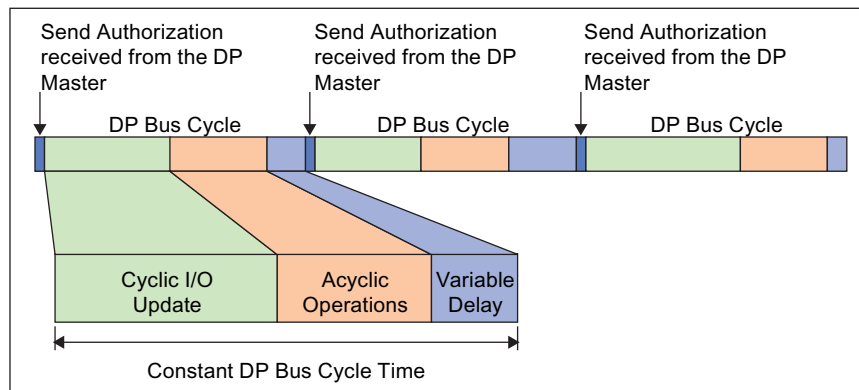 Send Authorization
received from the DP
Master
Send Authorization
received from the DP
Master
Send Authorization
received from the DP
Master
DP Bus Cycle
DP Bus Cycle
DP Bus Cycle
Cyclic I/O
Update
Acyclic
Operations
Variable
Delay
Constant DP Bus Cycle Time